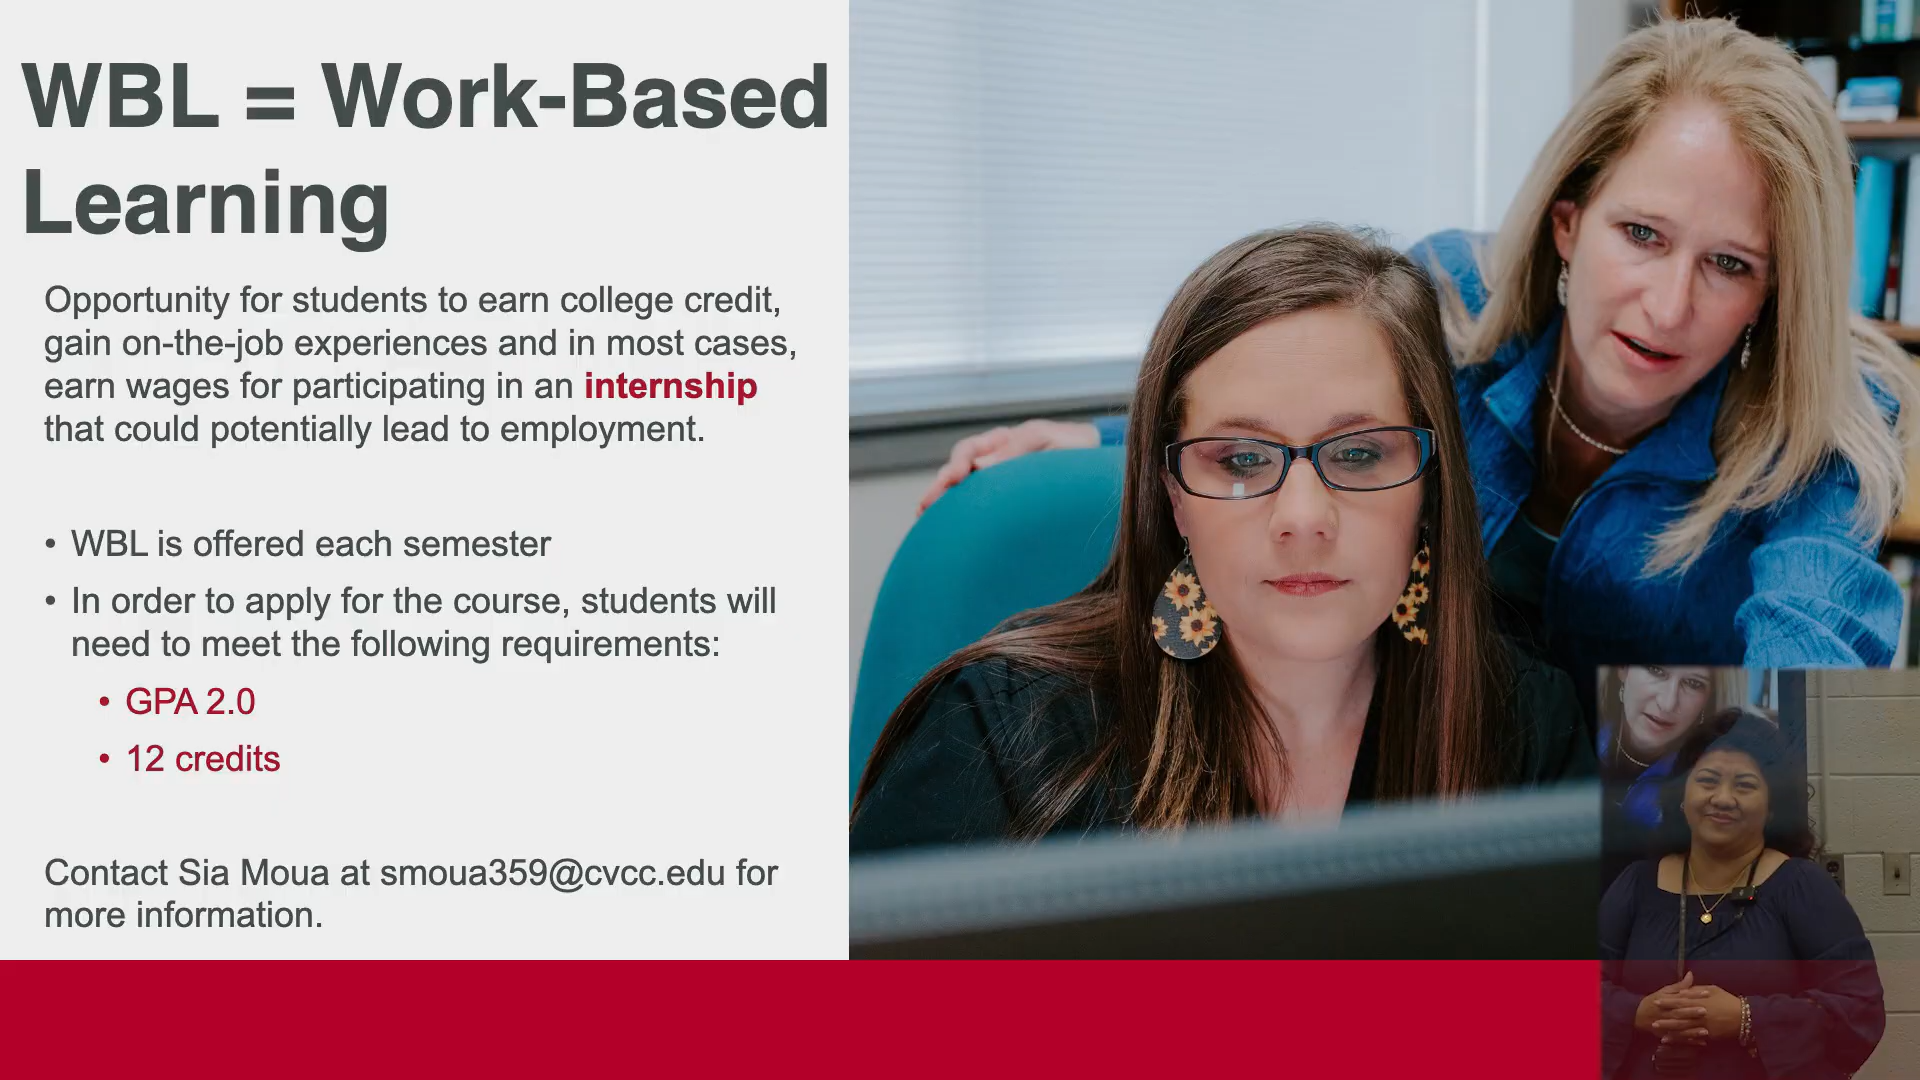 WBL = Work-Based
Learning
Opportunity for students to earn college credit,
gain on-the-job experiences and in most cases,
earn wages for participating in an internship
that could potentially lead to employment.
• WBL is offered each semester
• In order to apply for the course, students will
need to meet the following requirements:
• GPA 2.0
• 12 credits
Contact Sia Moua at smoua359@cvcc.edu for
more information.